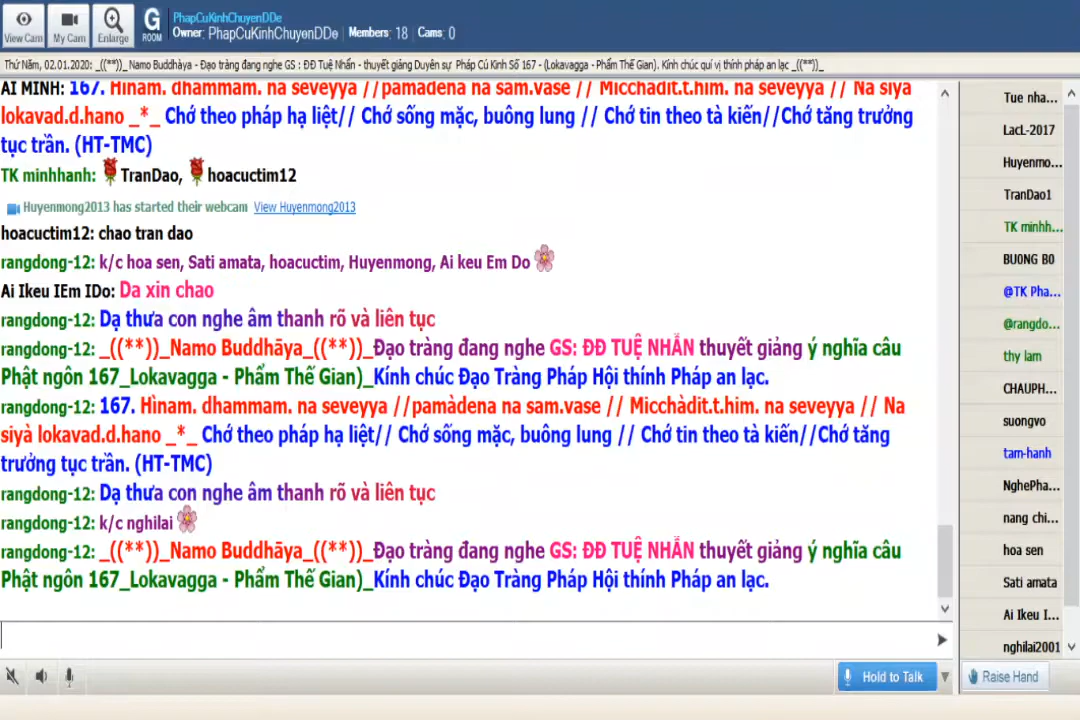 View Cam
My Cam
Enlarge
G
ROOM
PhapCuKinhChuyenDDe
Owner: PhapCuKinhChuyenDDe Members: 18 Cams: 0
Thứ Năm, 02.01.2020: _((**))_ Namo Buddhàya - Đạo tràng đang nghe GS : ĐĐ Tuệ Nhẫn - thuyết giảng Duyên sự Pháp Cú Kinh Số 167 - (Lokavagga - Phẩm Thế Gian). Kính chúc quí vị thính pháp an lạc _((**))_
AI MINH: 167. Hìnam. dhammam. na seveyya //pamàdena na sam.vase // Micchàdit.t.him. na seveyya // Na siyà
lokavad.d.hano _*_ Chớ theo pháp hạ liệt// Chớ sống mặc, buông lung // Chớ tin theo tà kiến//Chớ tăng trưởng
tục trần. (HT-TMC)
TK minhhanh: TranDao, hoacuctim12
Huyenmong2013 has started their webcam View Huyenmong2013
hoacuctim12: chao tran dao
rangdong-12: k/c hoa sen, Sati amata, hoacuctim, Huyenmong, Ai keu Em Do
Ai Ikeu IEm IDo: Da xin chao
rangdong-12: Dạ thưa con nghe âm thanh rõ và liên tục
rangdong-12: _((**))_Namo Buddhāya_((**))_Đạo tràng đang nghe GS: ĐĐ TUỆ NHẪN thuyết giảng ý nghĩa câu
Phật ngôn 167_Lokavagga - Phẩm Thế Gian)_Kính chúc Đạo Tràng Pháp Hội thính Pháp an lạc.
rangdong-12: 167. Hìnam. dhammam. na seveyya //pamàdena na sam.vase // Micchàdit.t.him. na seveyya // Na
siyà lokavad.d.hano _*_ Chớ theo pháp hạ liệt// Chớ sống mặc, buông lung // Chớ tin theo tà kiến//Chớ tăng
trưởng tục trần. (HT-TMC)
rangdong-12: Dạ thưa con nghe âm thanh rõ và liên tục
rangdong-12: k/c nghilai
rangdong-12: _((**))_Namo Buddhāya_((**))_Đạo tràng đang nghe GS: ĐĐ TUỆ NHẪN thuyết giảng ý nghĩa câu
Phật ngôn 167_Lokavagga - Phẩm Thế Gian)_Kính chúc Đạo Tràng Pháp Hội thính Pháp an lạc.
Tue nha...
LacL-2017
Huyenmo...
TranDao1
TK minhh...
BU0NG B0
@TK Pha...
@rangdo...
thy lam
CHAUPH...
suongvo
tam-hanh
NghePha...
nang chi...
hoa sen
Sati amata
Ai Ikeu I...
nghilai2001
Hold to Talk
Raise Hand